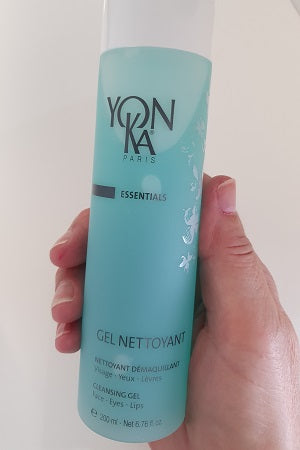 YON
KA®
PARIS
ESSENTIALS
GEL NETTOYANT
NETTOYANT DÉMAQUILLANT
Visage - Yeux - Lèvres
CLEANSING GEL
Face - Eyes - Lips
e 200 ml - Net 6.76 fl. oz.